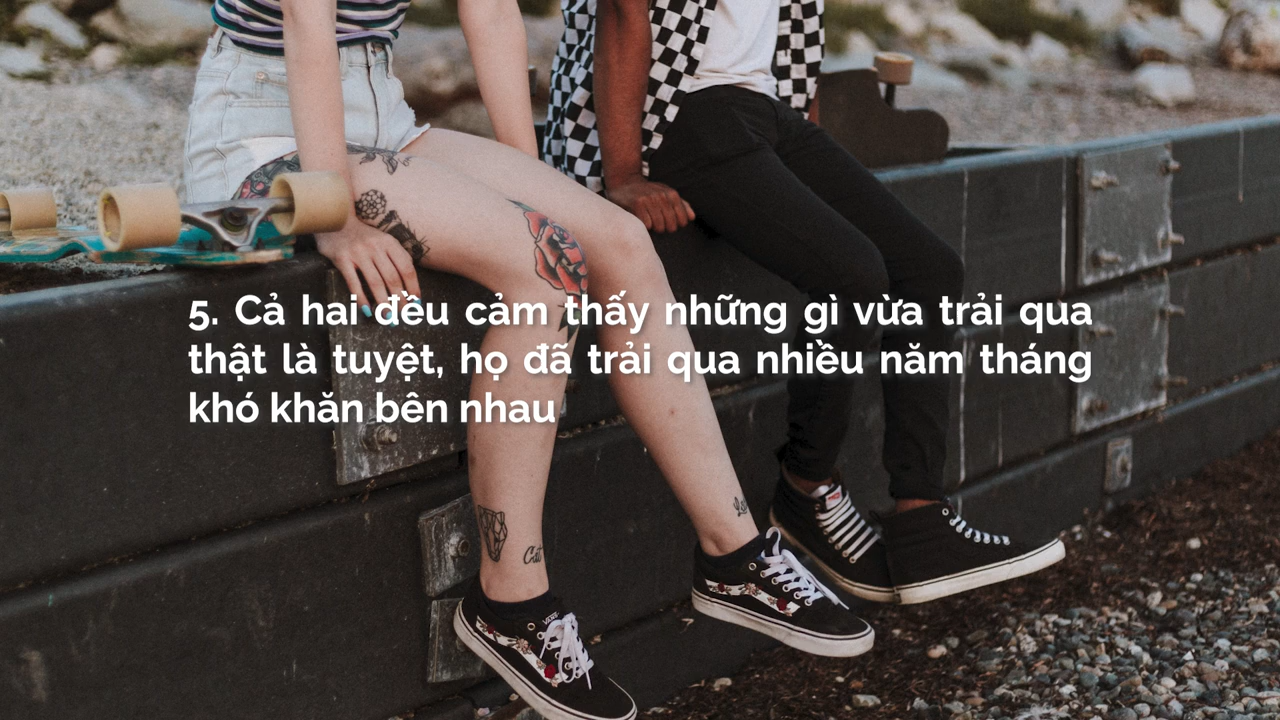 5. Cả hai đều cảm thấy những gì vừa trải qua
thật là tuyệt, họ đã trải qua nhiều năm tháng
khó khăn bên nhau
Cat